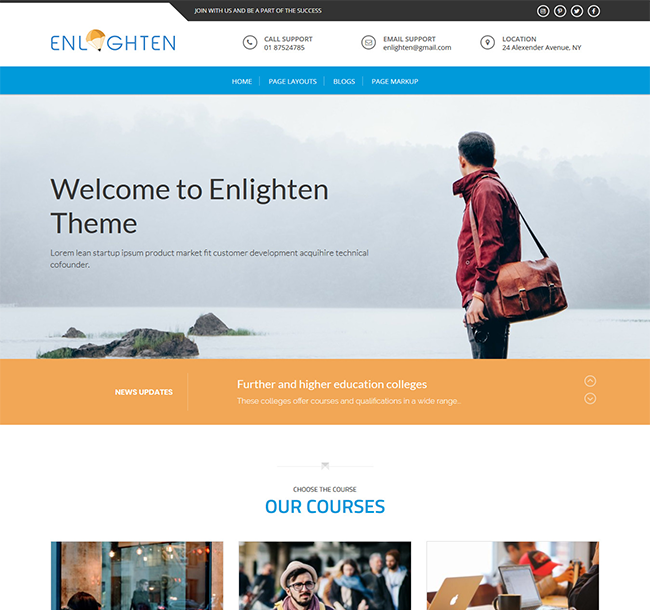 JOIN WITH US AND BE A PART OF THE SUCCESS
ENLIGHTEN
CALL SUPPORT
01 87524785
EMAIL SUPPORT
enlighten@gmail.com
LOCATION
24 Alexender Avenue, NY
HOME
PAGE LAYOUTS
BLOGS
PAGE MARKUP
Welcome to Enlighten
Theme
Lorem lean startup ipsum product market fit customer development acquihire technical
cofounder.
NEWS UPDATES
Further and higher education colleges
These colleges offer courses and qualifications in a wide range..
CHOOSE THE COURSE
OUR COURSES